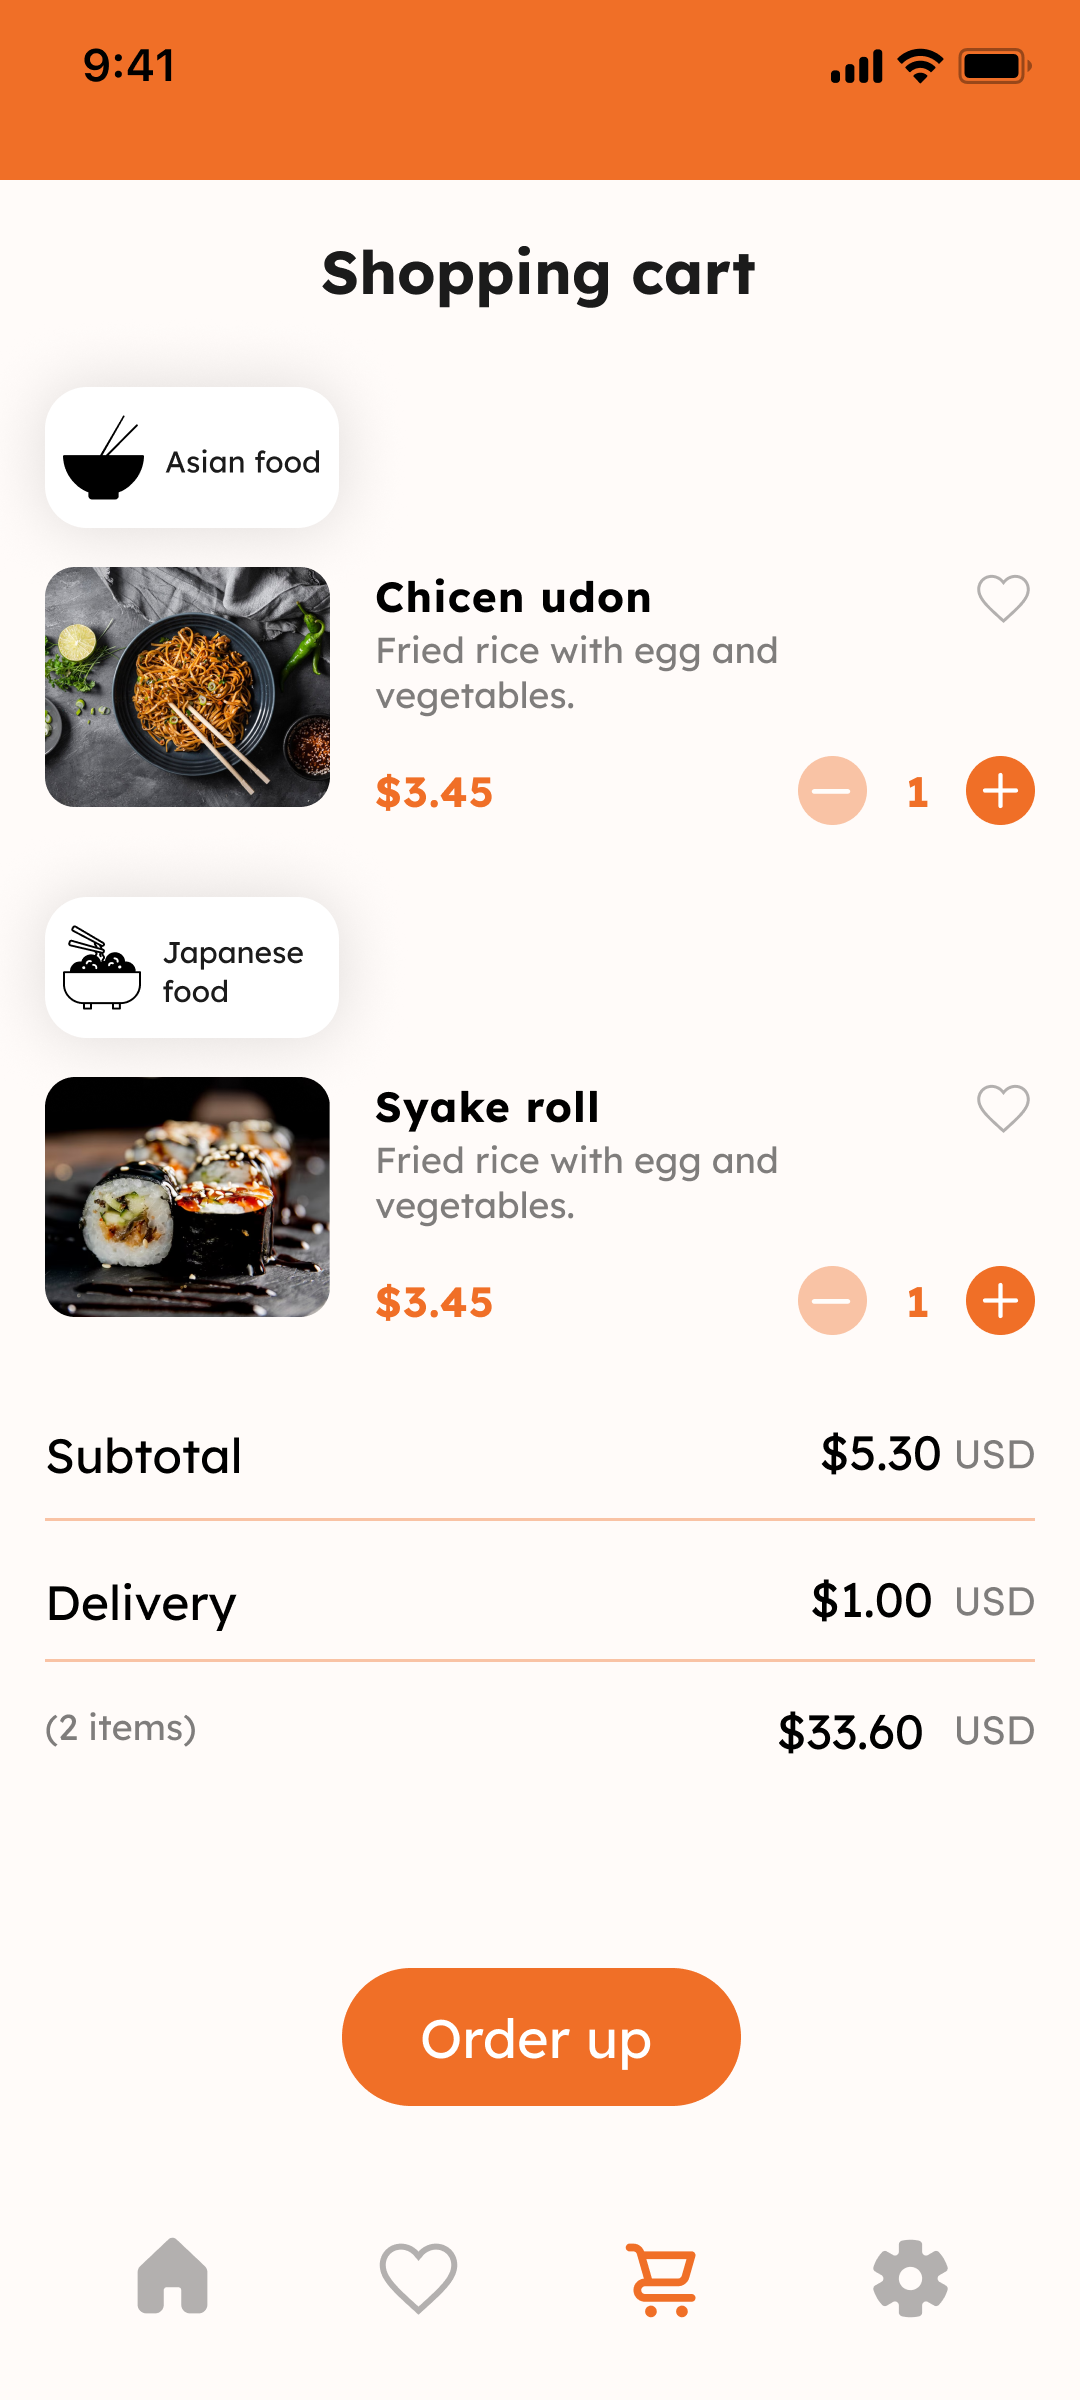 9:41
Shopping cart
Asian food
Chicen udon
Fried rice with egg and
vegetables.
$3.45
1
Japanese
food
Syake roll
Fried rice with egg and
vegetables.
$3.45
1
Subtotal $5.30 USD
Delivery $1.00 USD
(2 items) $33.60 USD
Order up